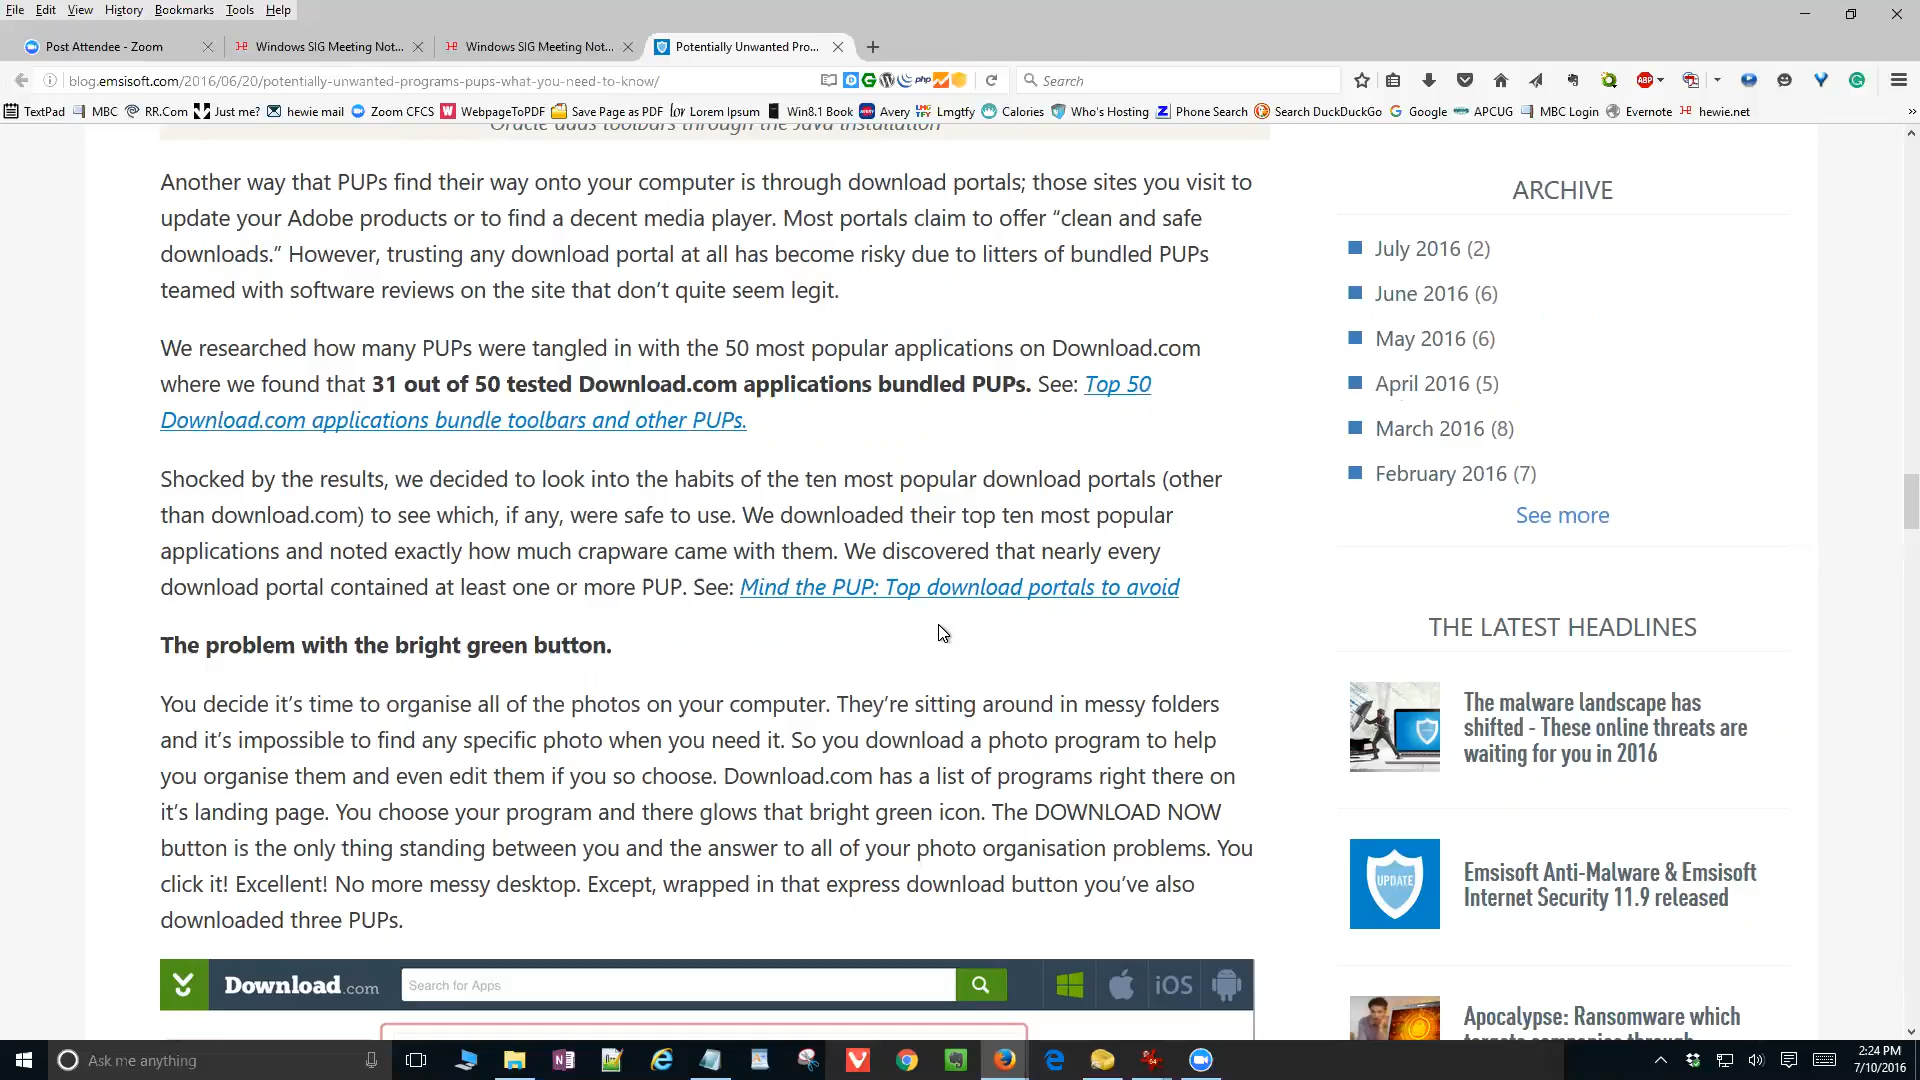 File Edit View History Bookmarks Tools Help
Post Attendee - Zoom
Windows SIG Meeting Not...
Windows SIG Meeting Not...
Potentially Unwanted Pro...
blog.emsisoft.com/2016/06/20/potentially-unwanted-programs-pups-what-you-need-to-know/
Search
TextPad MBC RR.Com Just me? hewie mail Zoom CFCS WebpageToPDF Save Page as PDF Lorem Ipsum Win8.1 Book Avery Lmgtfy Calories Who's Hosting Phone Search Search DuckDuckGo Google APCUG MBC Login Evernote hewie.net
Oracle adds toolbars through the Java installation
Another way that PUPs find their way onto your computer is through download portals; those sites you visit to
update your Adobe products or to find a decent media player. Most portals claim to offer “clean and safe
downloads.” However, trusting any download portal at all has become risky due to litters of bundled PUPs
teamed with software reviews on the site that don’t quite seem legit.
We researched how many PUPs were tangled in with the 50 most popular applications on Download.com
where we found that 31 out of 50 tested Download.com applications bundled PUPs. See: Top 50
Download.com applications bundle toolbars and other PUPs.
Shocked by the results, we decided to look into the habits of the ten most popular download portals (other
than download.com) to see which, if any, were safe to use. We downloaded their top ten most popular
applications and noted exactly how much crapware came with them. We discovered that nearly every
download portal contained at least one or more PUP. See: Mind the PUP: Top download portals to avoid
The problem with the bright green button.
You decide it’s time to organise all of the photos on your computer. They’re sitting around in messy folders
and it’s impossible to find any specific photo when you need it. So you download a photo program to help
you organise them and even edit them if you so choose. Download.com has a list of programs right there on
it’s landing page. You choose your program and there glows that bright green icon. The DOWNLOAD NOW
button is the only thing standing between you and the answer to all of your photo organisation problems. You
click it! Excellent! No more messy desktop. Except, wrapped in that express download button you’ve also
downloaded three PUPs.
Download.com
Search for Apps
iOS
ARCHIVE
July 2016 (2)
June 2016 (6)
May 2016 (6)
April 2016 (5)
March 2016 (8)
February 2016 (7)
See more
THE LATEST HEADLINES
The malware landscape has
shifted - These online threats are
waiting for you in 2016
UPDATE
Emsisoft Anti-Malware & Emsisoft
Internet Security 11.9 released
Apocalypse: Ransomware which
targets companies through
Ask me anything
2:24 PM
7/10/2016